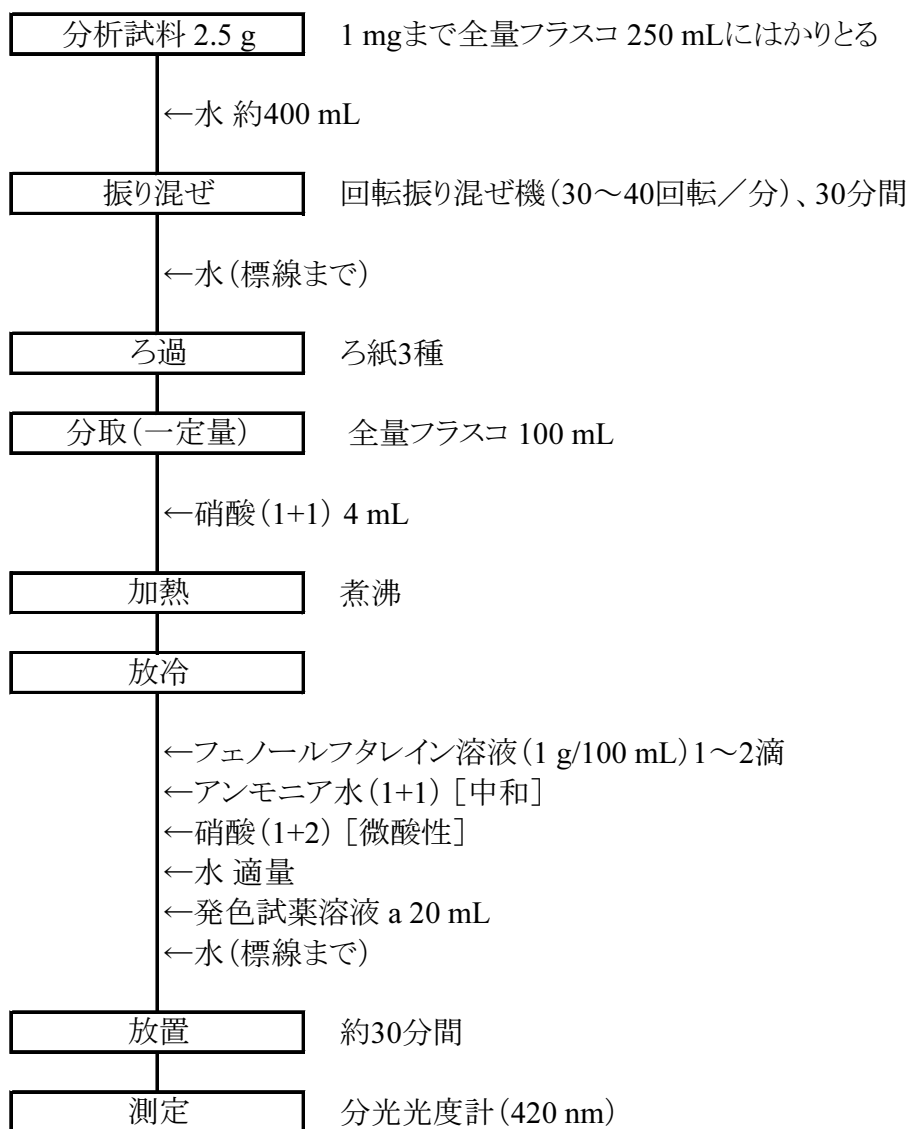 分析試料 2.5 g 1 mgまで全量フラスコ 250 mLにはかりとる
←水 約400 mL
振り混ぜ 回転振り混ぜ機（30～40回転／分）、30分間
←水（標線まで）
ろ過 ろ紙3種
分取（一定量） 全量フラスコ 100 mL
←硝酸（1+1） 4 mL
加熱 煮沸
放冷
←フェノールフタレイン溶液（1 g/100 mL）1～2滴
←アンモニア水（1+1）［中和］
←硝酸（1+2）［微酸性］
←水 適量
←発色試薬溶液 a 20 mL
←水（標線まで）
放置 約30分間
測定 分光光度計（420 nm）